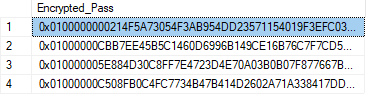 Encrypted_Pass
1 0x0100000000214F5A73054F3AB954DD23571154019F3EFC03...
2 0x01000000CBB7EE45B5C1460D6996B149CE16B76C7F7CD5...
3 0x010000005E884D30C8FF7E4723D4E70A03B0B07F877667B...
4 0x01000000C508FB0C4FC7734B47B414D2602A71A338417DD...